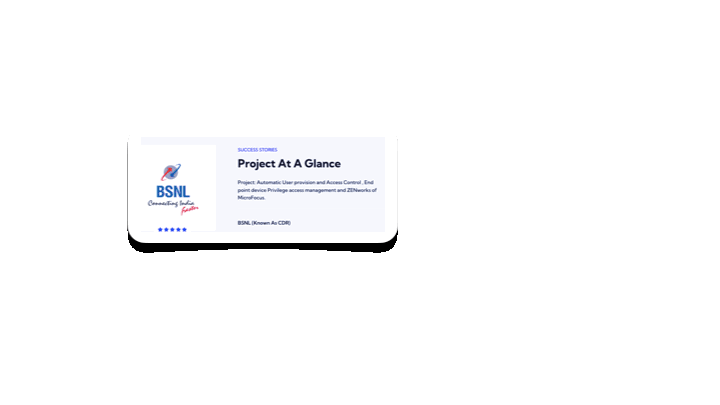 BSNL
Connecting India
Faster
SUCCESS STORIES
Project At A Glance
Project: Automatic User provision and Access Control , End
point device Privilege access management and ZENworks of
MicroFocus.
BSNL (Known As CDR)